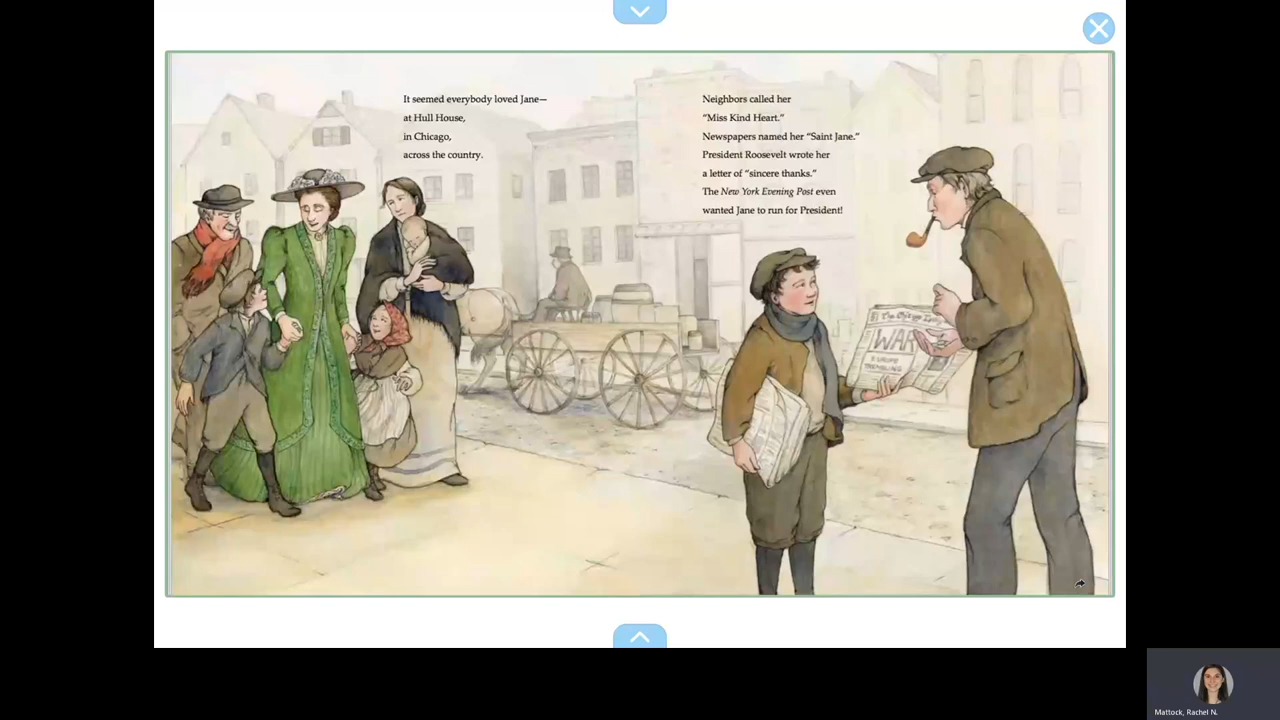 It seemed everybody loved Jane—
at Hull House,
in Chicago,
across the country.
Neighbors called her
“Miss Kind Heart.”
Newspapers named her “Saint Jane.”
President Roosevelt wrote her
a letter of “sincere thanks.”
The New York Evening Post even
wanted Jane to run for President!
WAR
EUROPE
TREMBLING
Mattock, Rachel N.